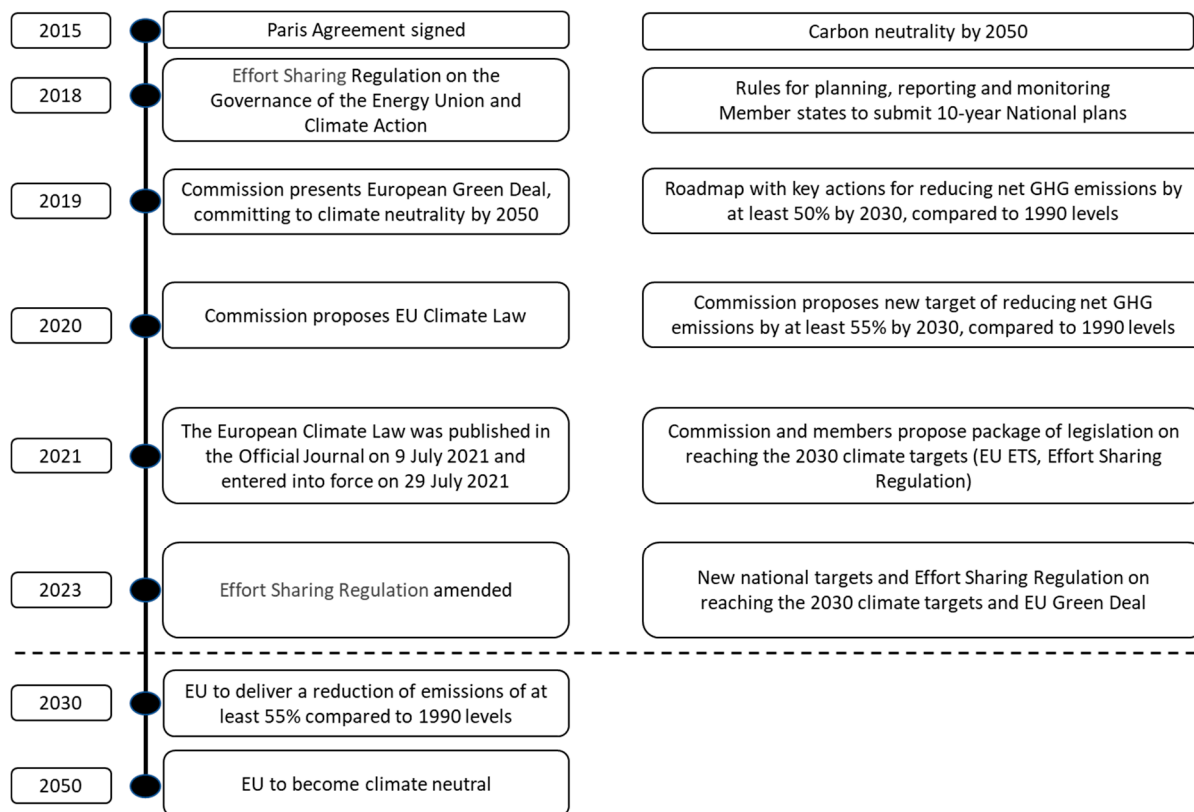 2015
Paris Agreement signed
Carbon neutrality by 2050
2018
Effort Sharing Regulation on the
Governance of the Energy Union and
Climate Action
Rules for planning, reporting and monitoring
Member states to submit 10-year National plans
2019
Commission presents European Green Deal,
committing to climate neutrality by 2050
Roadmap with key actions for reducing net GHG emissions by
at least 50% by 2030, compared to 1990 levels
2020
Commission proposes EU Climate Law
Commission proposes new target of reducing net GHG
emissions by at least 55% by 2030, compared to 1990 levels
2021
The European Climate Law was published in
the Official Journal on 9 July 2021 and
entered into force on 29 July 2021
Commission and members propose package of legislation on
reaching the 2030 climate targets (EU ETS, Effort Sharing
Regulation)
2023
Effort Sharing Regulation amended
New national targets and Effort Sharing Regulation on
reaching the 2030 climate targets and EU Green Deal
2030
EU to deliver a reduction of emissions of at
least 55% compared to 1990 levels
2050
EU to become climate neutral